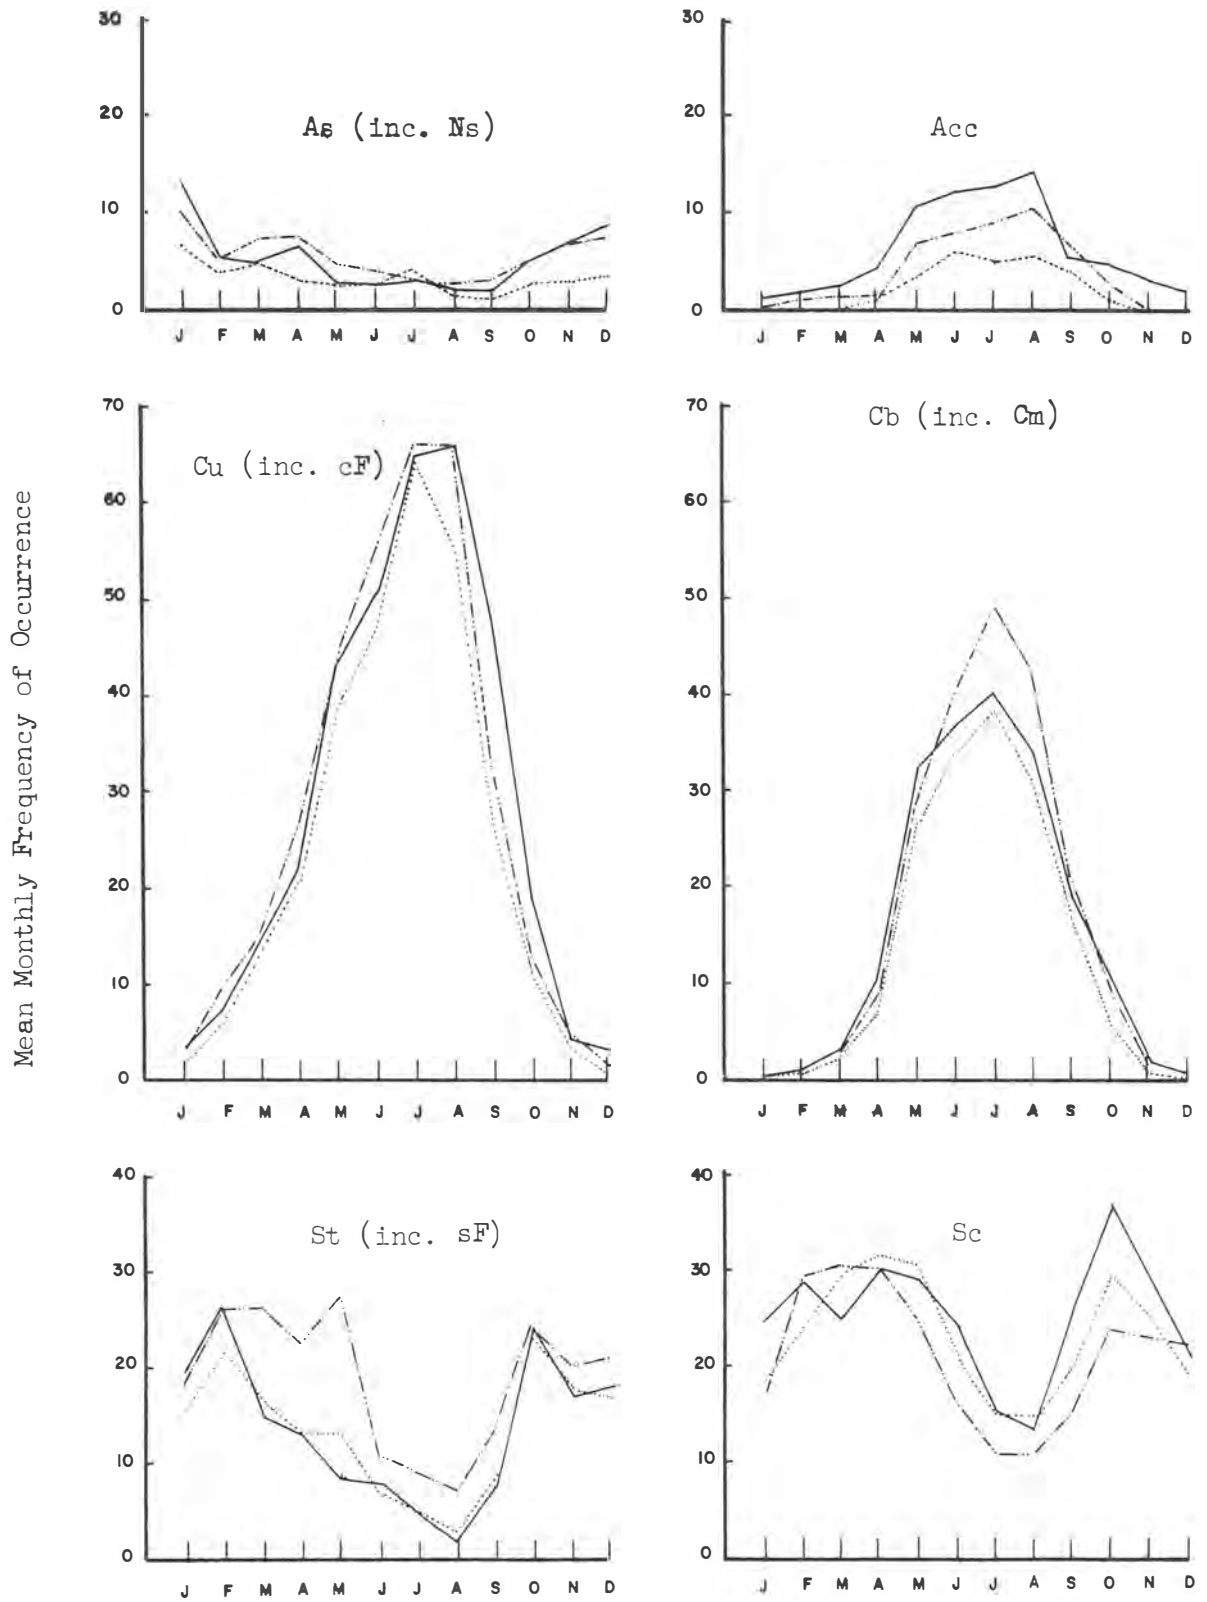 Mean Monthly Frequency of Occurrence
30
20
10
0
As (inc. Ns)
J F M A M J J A S O N D
30
20
10
0
Acc
J F M A M J J A S O N D
70
60
50
40
30
20
10
0
Cu (inc. cF)
J F M A M J J A S O N D
70
60
50
40
30
20
10
0
Cb (inc. Cm)
J F M A M J J A S O N D
40
30
20
10
0
St (inc. sF)
J F M A M J J A S O N D
40
30
20
10
0
Sc
J F M A M J J A S O N D